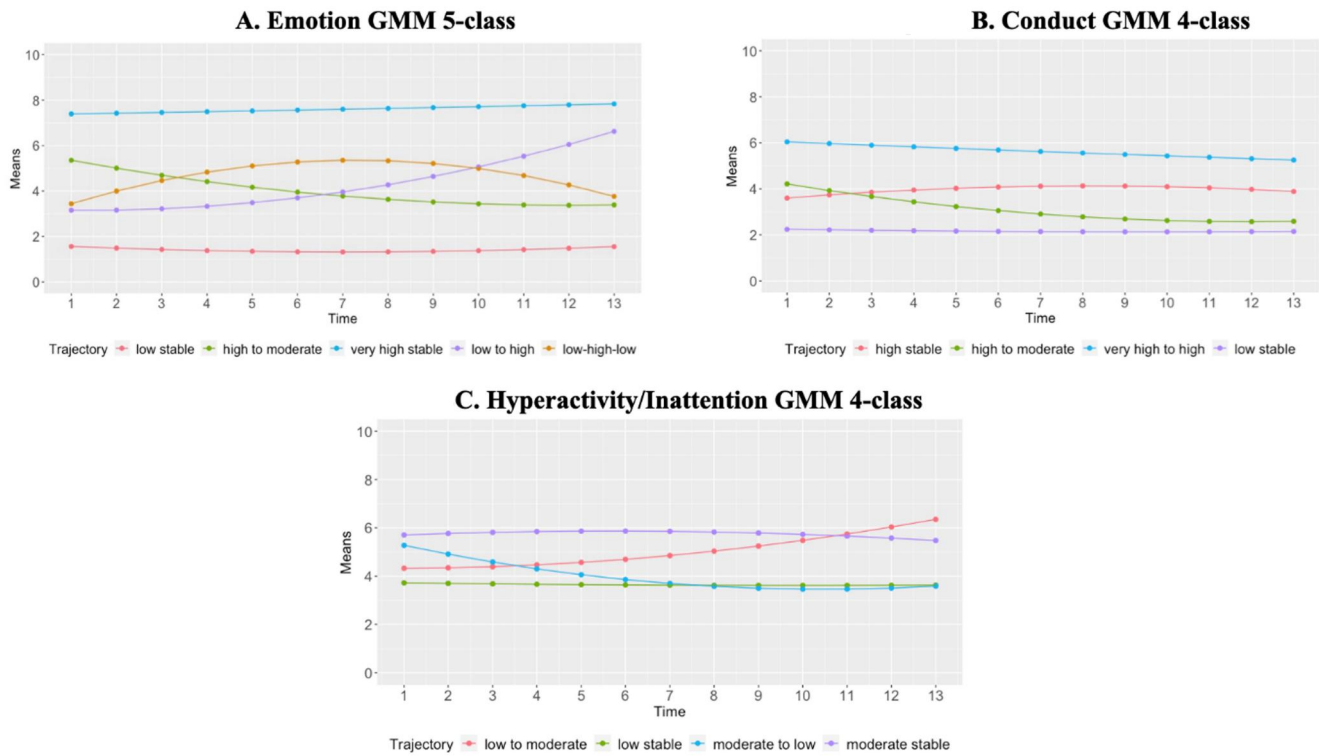 A. Emotion GMM 5-class
10
8
6
4
2
0
Means
1 2 3 4 5 6 7 8 9 10 11 12 13
Time
Trajectory low stable high to moderate very high stable low to high low-high-low
B. Conduct GMM 4-class
10
8
6
4
2
0
Means
1 2 3 4 5 6 7 8 9 10 11 12 13
Time
Trajectory high stable high to moderate very high to high low stable
C. Hyperactivity/Inattention GMM 4-class
10
8
6
4
2
0
Means
1 2 3 4 5 6 7 8 9 10 11 12 13
Time
Trajectory low to moderate low stable moderate to low moderate stable